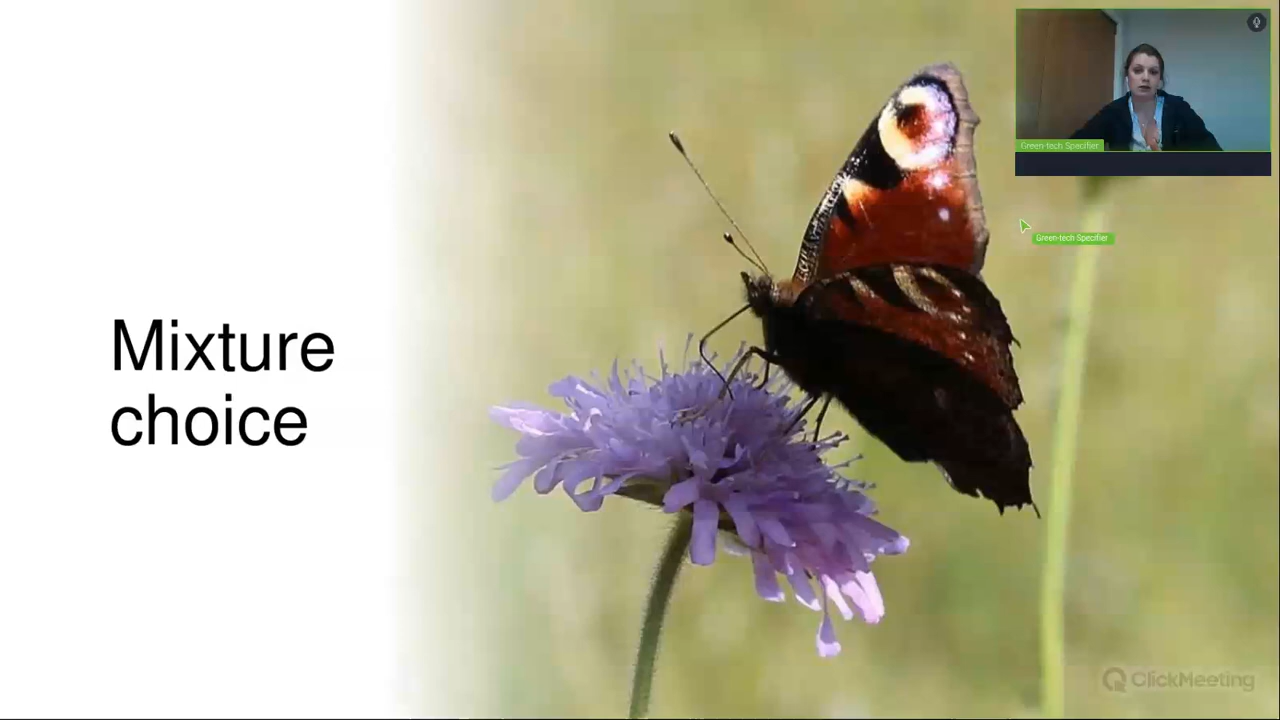 Green-tech Specifier
Green-tech Specifier
Mixture
choice
ClickMeeting